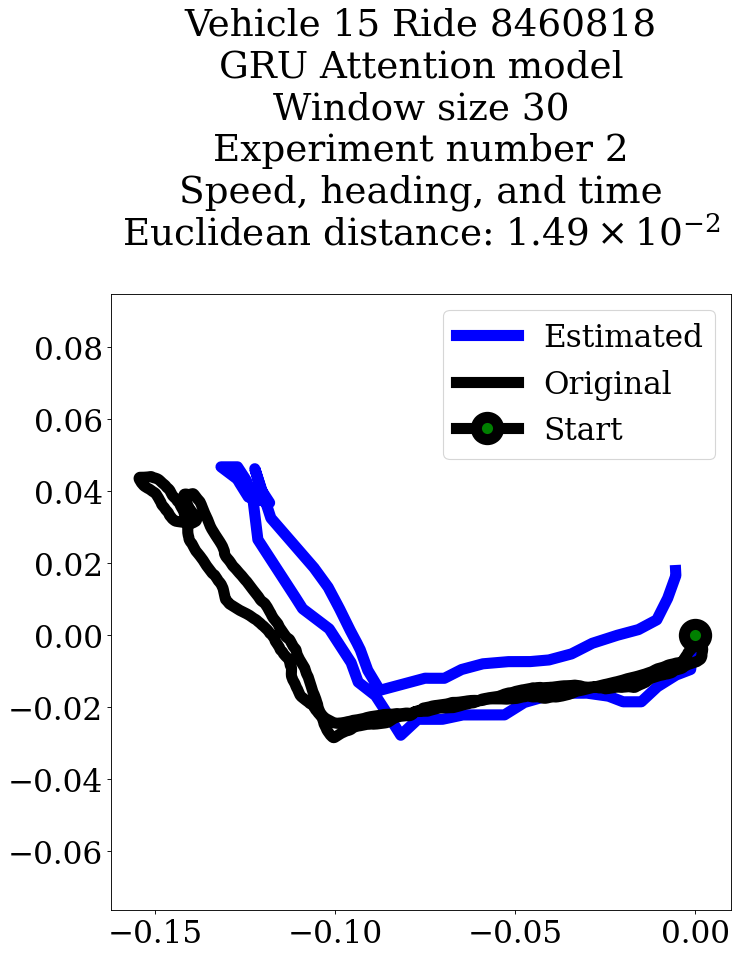 Vehicle 15 Ride 8460818
GRU Attention model
Window size 30
Experiment number 2
Speed, heading, and time
Euclidean distance: 1.49 × 10⁻²
Estimated
Original
Start
0.08
0.06
0.04
0.02
0.00
−0.02
−0.04
−0.06
−0.15 −0.10 −0.05 0.00